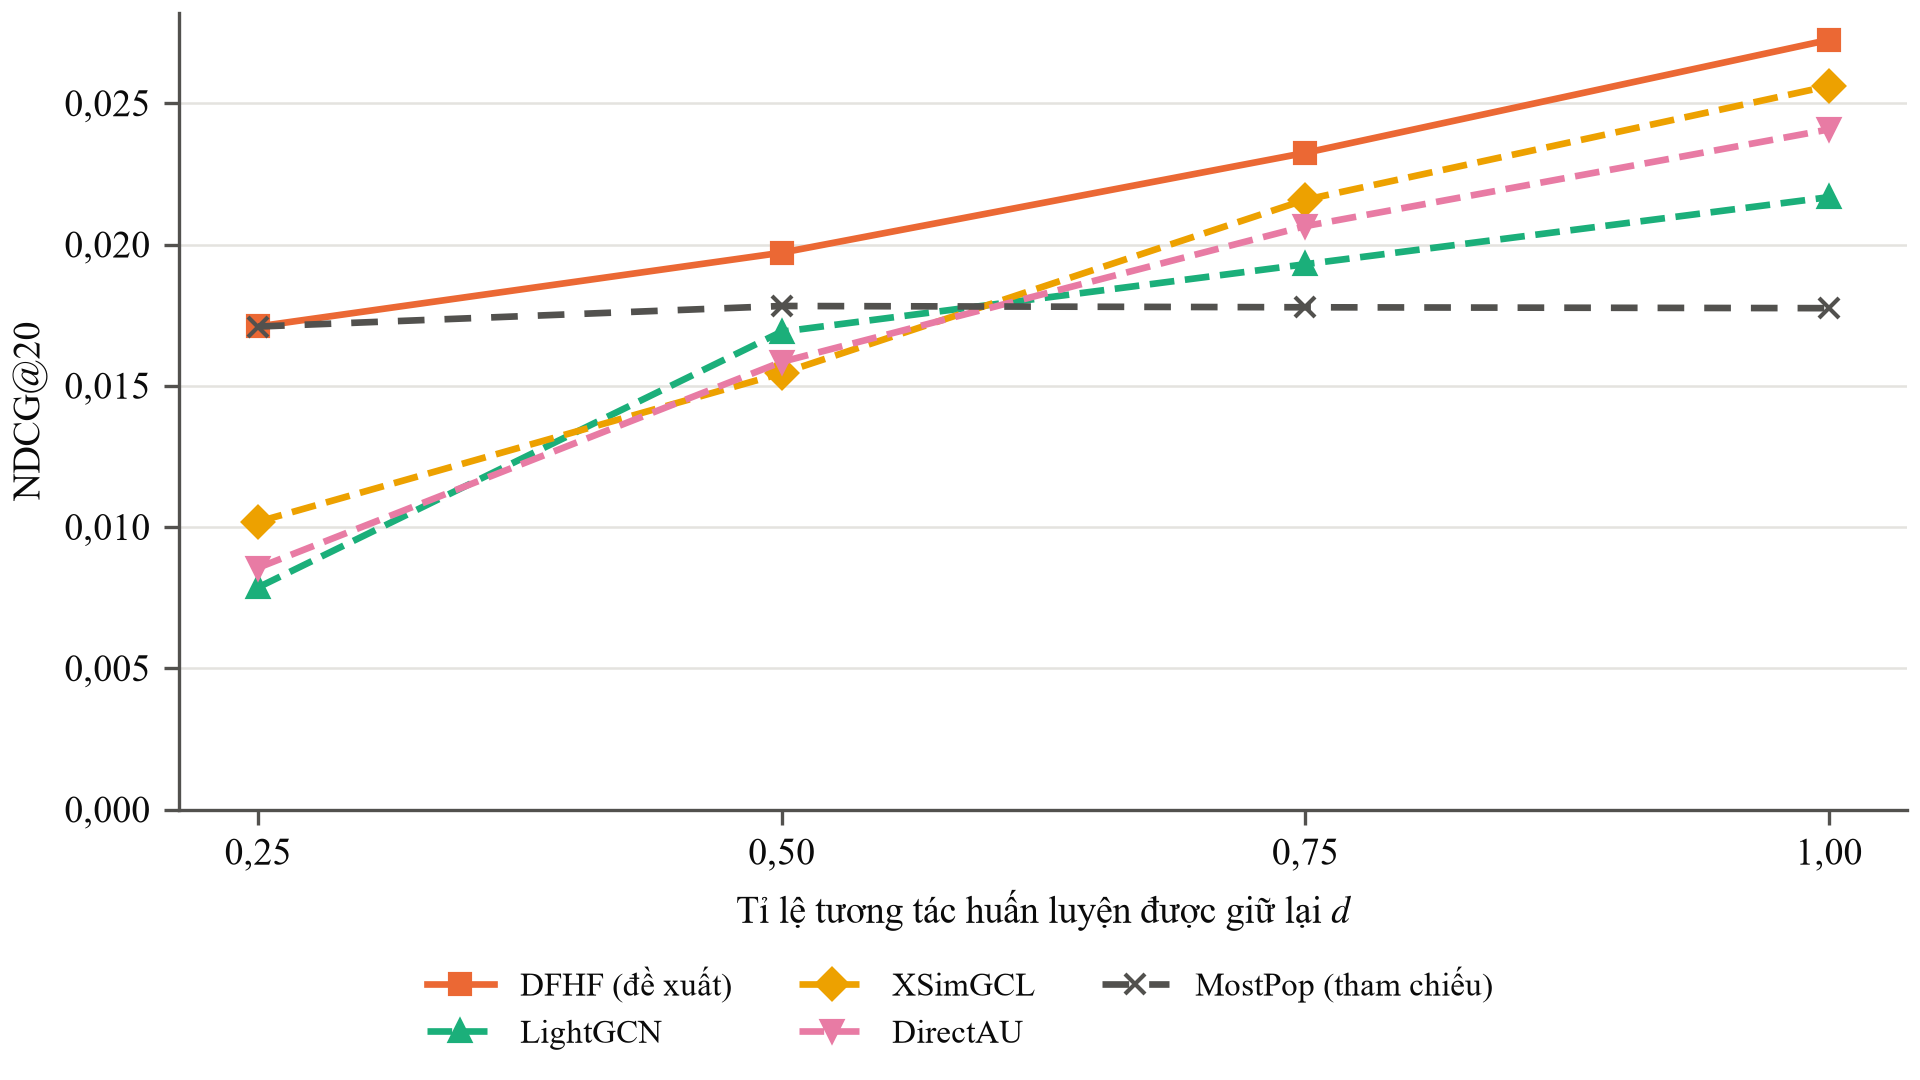 NDCG@20
0,025
0,020
0,015
0,010
0,005
0,000
0,25 0,50 0,75 1,00
Tỉ lệ tương tác huấn luyện được giữ lại d
DFHF (đề xuất) XSimGCL MostPop (tham chiếu)
LightGCN DirectAU